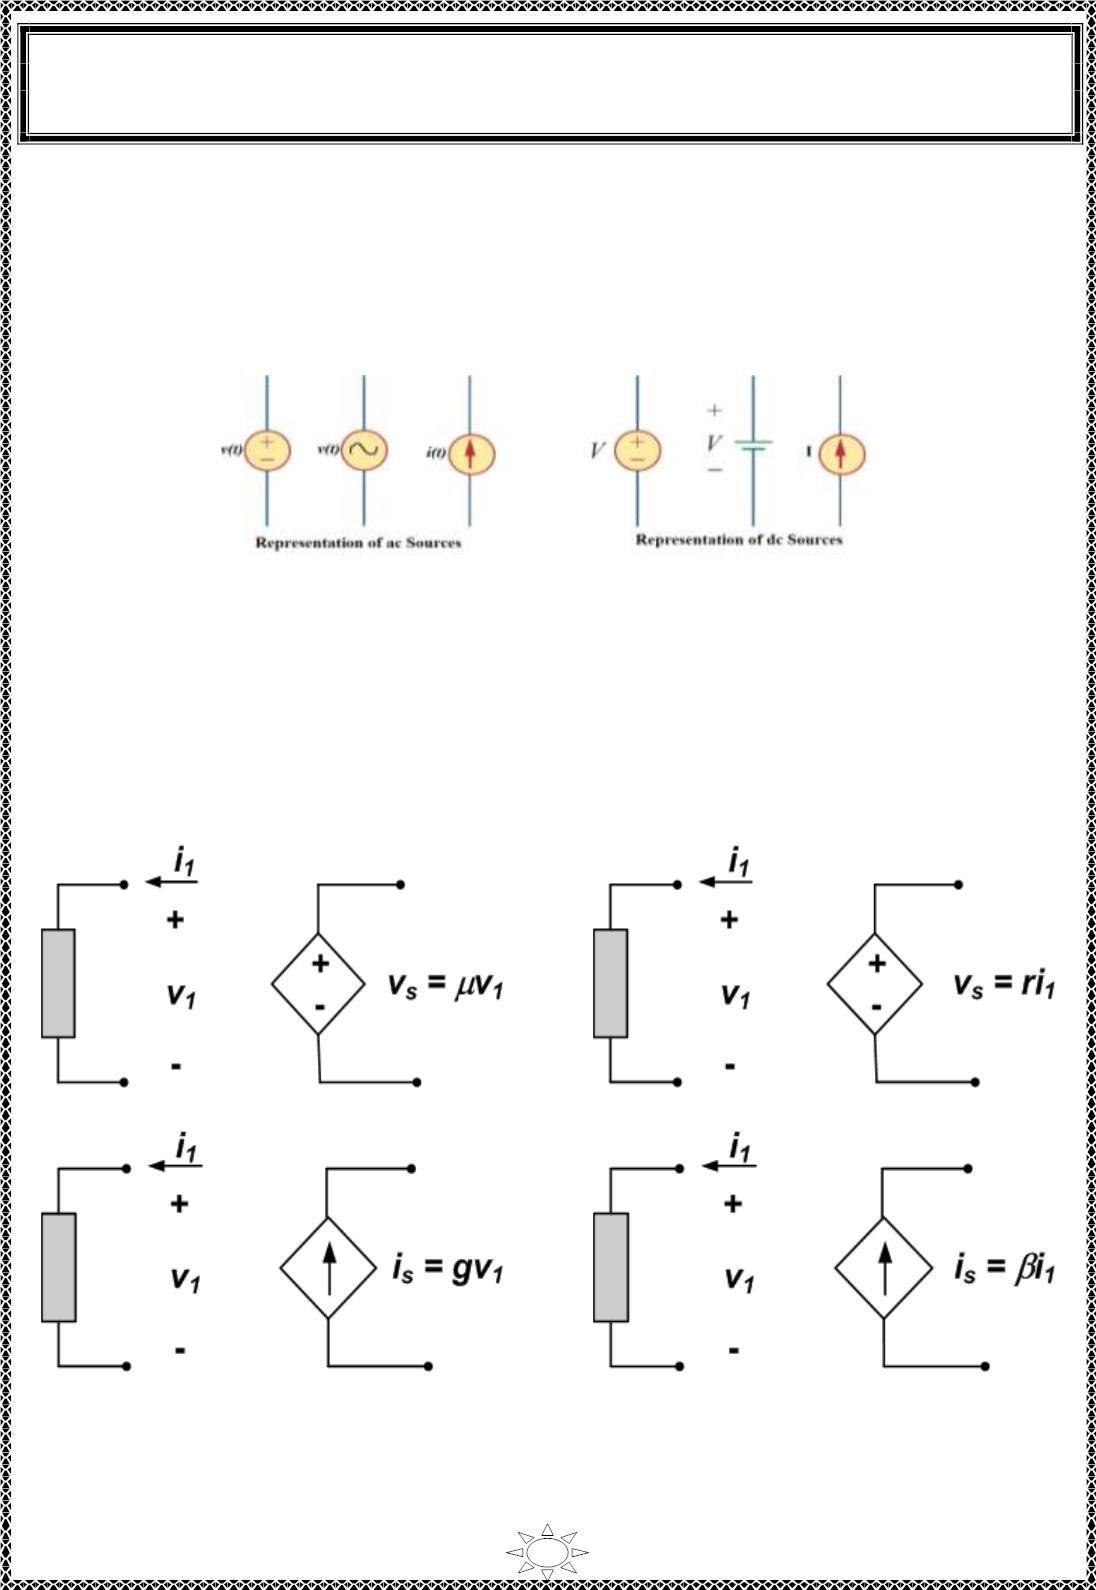 v(t) + − v(t) i(t) V + − + V − I
Representation of ac Sources
Representation of dc Sources
i₁ i₁
+ +
+ - v₁ vₛ = μv₁ + - v₁ vₛ = ri₁
- -
i₁ i₁
+ +
v₁ iₛ = gv₁ v₁ iₛ = βi₁
- -